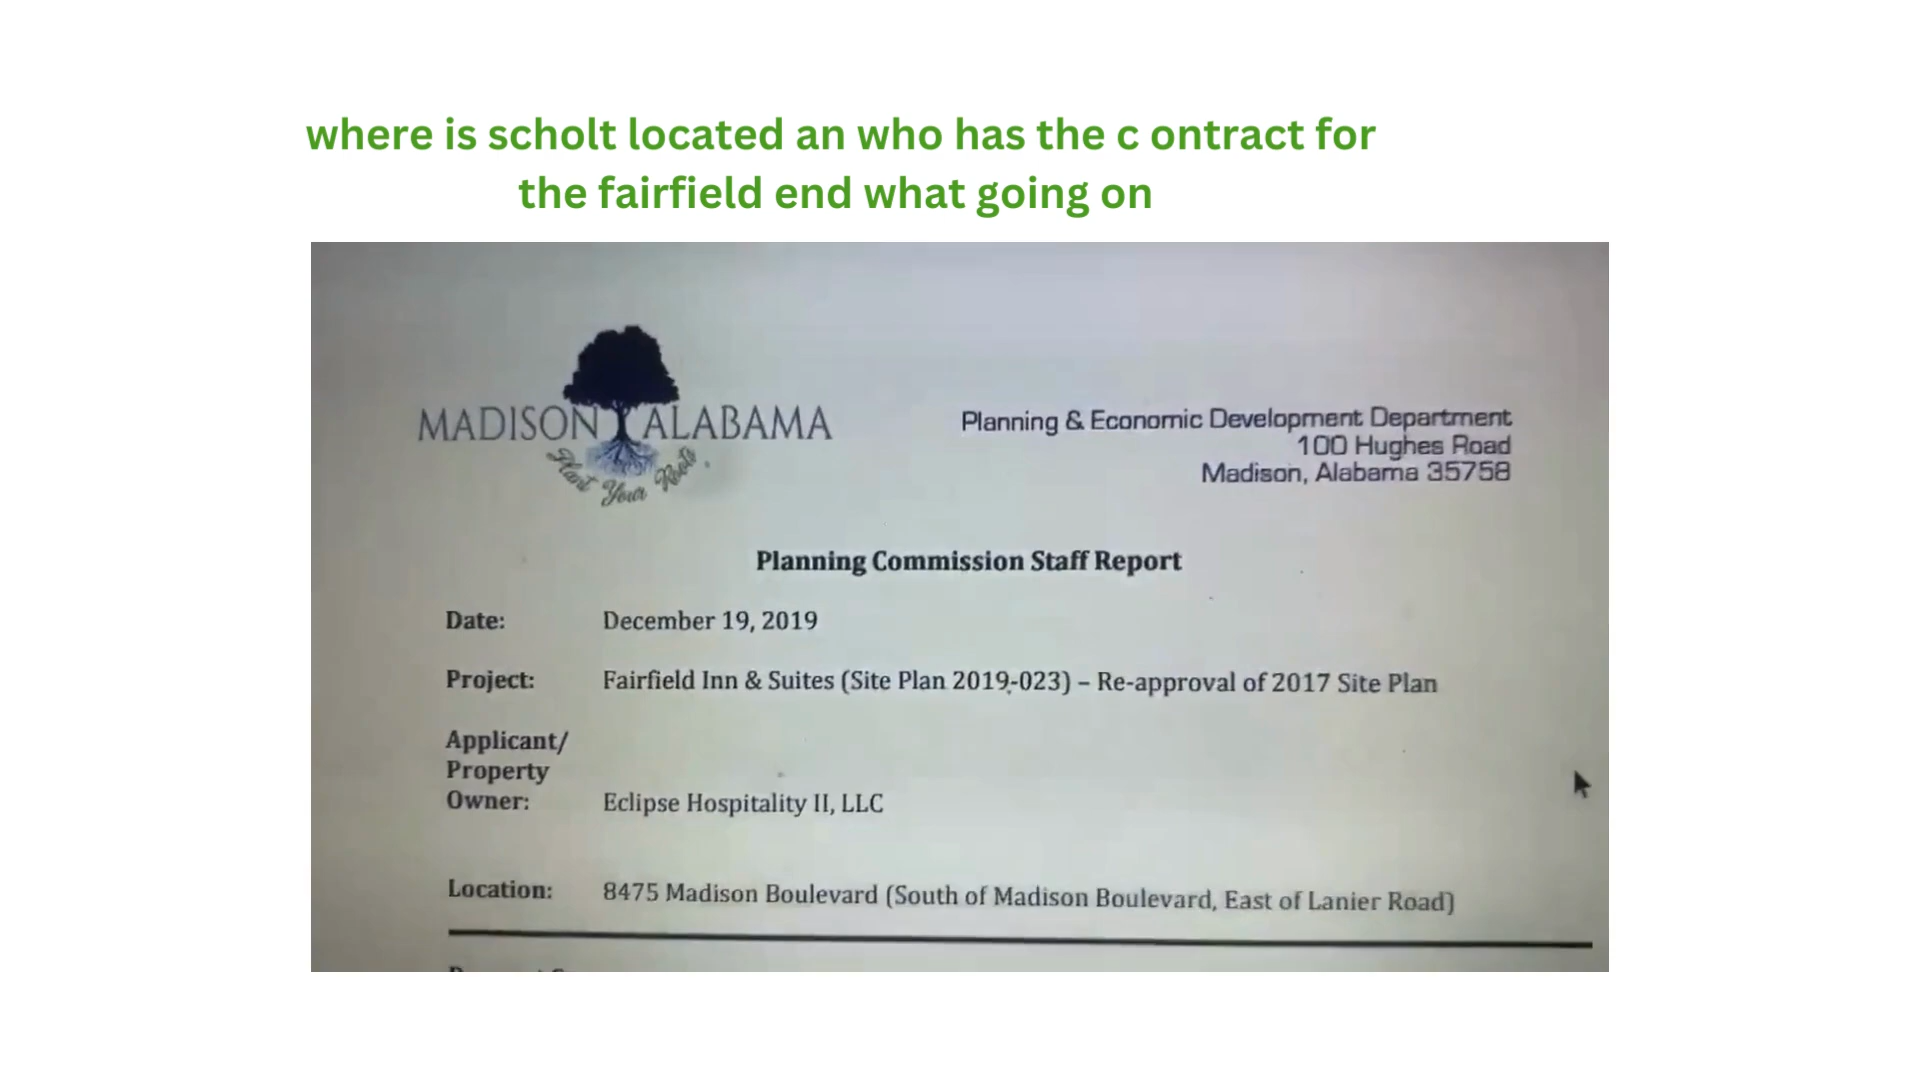 where is scholt located an who has the c ontract for
the fairfield end what going on
MADISON ALABAMA
Plant Your Roots
Planning & Economic Development Department
100 Hughes Road
Madison, Alabama 35758
Planning Commission Staff Report
Date: December 19, 2019
Project: Fairfield Inn & Suites (Site Plan 2019-023) – Re-approval of 2017 Site Plan
Applicant/
Property
Owner: Eclipse Hospitality II, LLC
Location: 8475 Madison Boulevard (South of Madison Boulevard, East of Lanier Road)